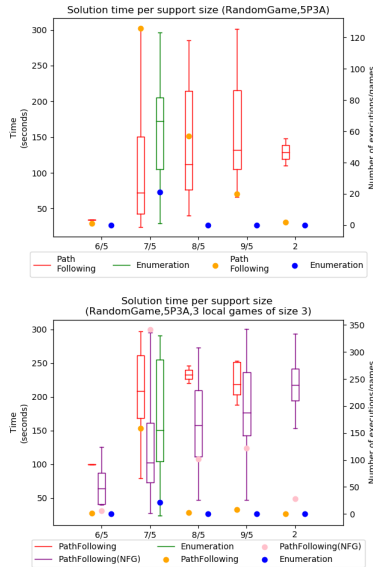 Solution time per support size (RandomGame,5P3A)
300
250
200
150
100
50
Time
(seconds)
120
100
80
60
40
20
0
Number of executions/games
6/5 7/5 8/5 9/5 2
Path
Following
Enumeration
Path
Following
Enumeration
Solution time per support size
(RandomGame,5P3A,3 local games of size 3)
300
250
200
150
100
50
Time
(seconds)
350
300
250
200
150
100
50
0
Number of executions/games
6/5 7/5 8/5 9/5 2
PathFollowing Enumeration PathFollowing(NFG)
PathFollowing(NFG) PathFollowing Enumeration